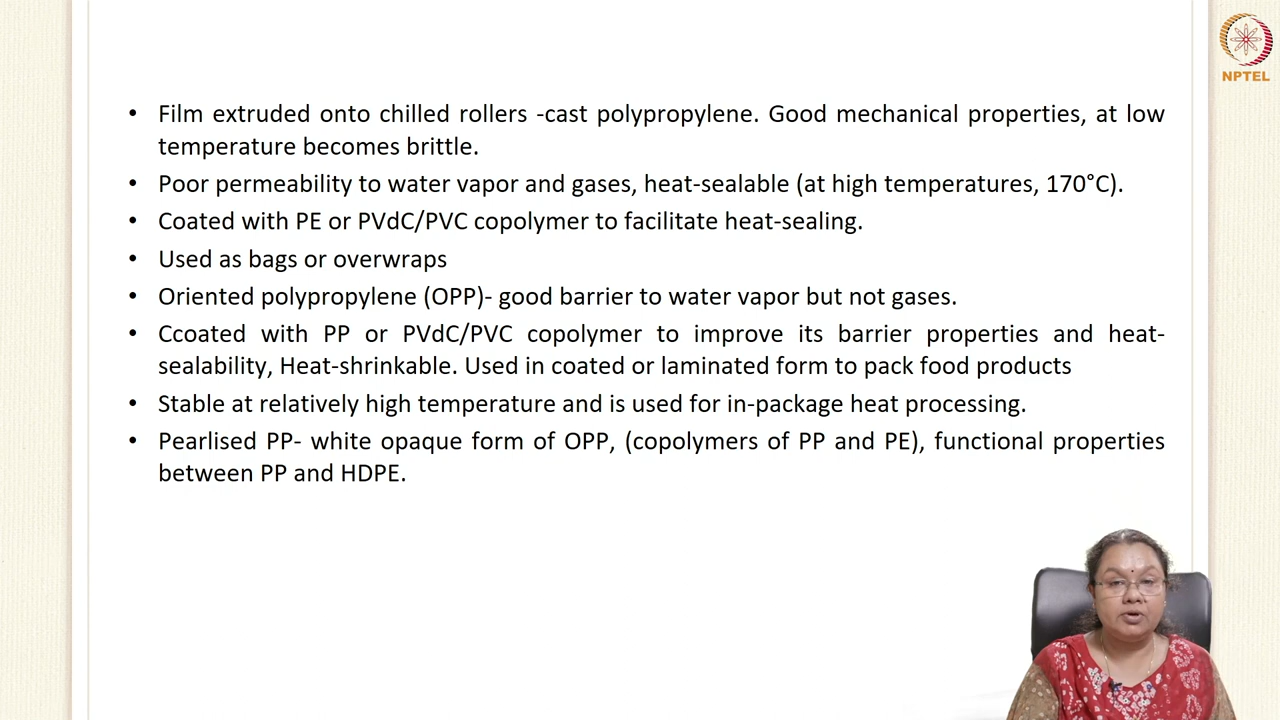 NPTEL
• Film extruded onto chilled rollers -cast polypropylene. Good mechanical properties, at low
temperature becomes brittle.
• Poor permeability to water vapor and gases, heat-sealable (at high temperatures, 170°C).
• Coated with PE or PVdC/PVC copolymer to facilitate heat-sealing.
• Used as bags or overwraps
• Oriented polypropylene (OPP)- good barrier to water vapor but not gases.
• Ccoated with PP or PVdC/PVC copolymer to improve its barrier properties and heat-
sealability, Heat-shrinkable. Used in coated or laminated form to pack food products
• Stable at relatively high temperature and is used for in-package heat processing.
• Pearlised PP- white opaque form of OPP, (copolymers of PP and PE), functional properties
between PP and HDPE.